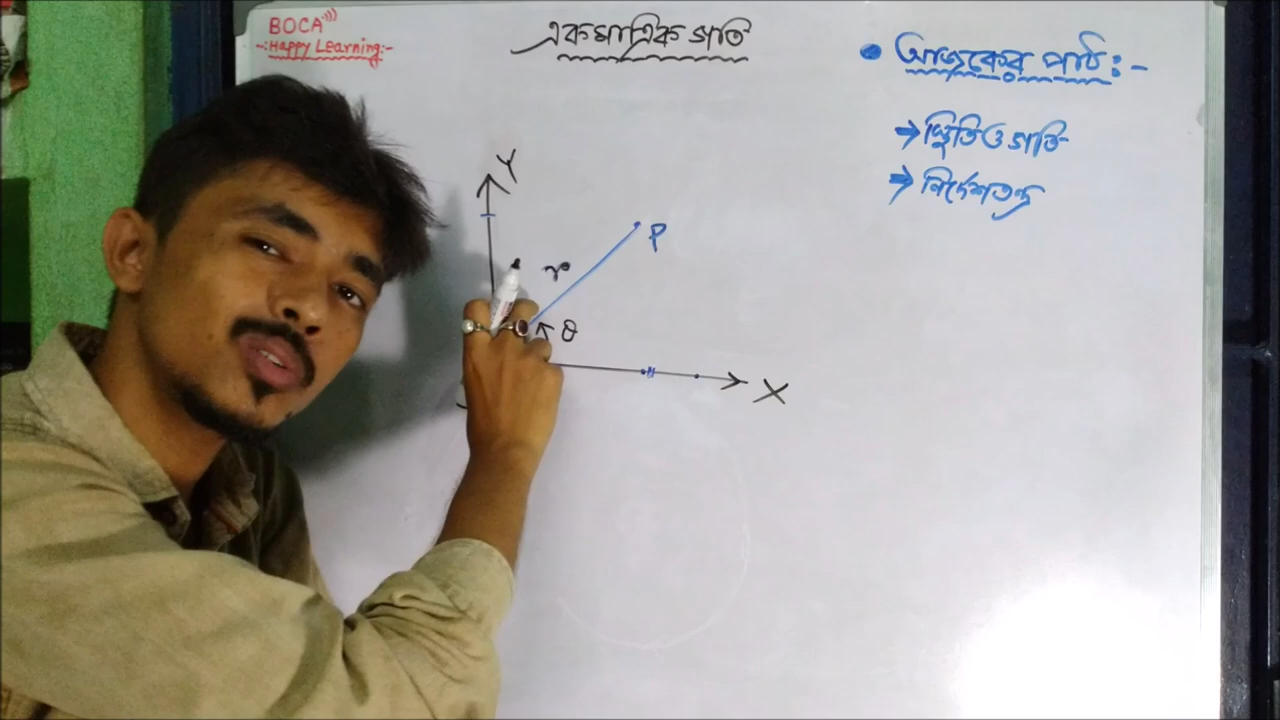 BOCA
-:Happy Learning:-
একমাত্রিক গতি
• আজকের পাঠ:-
→ স্থিতি ও গতি
→ নির্দেশতন্ত্র
Y
P
r
θ
X